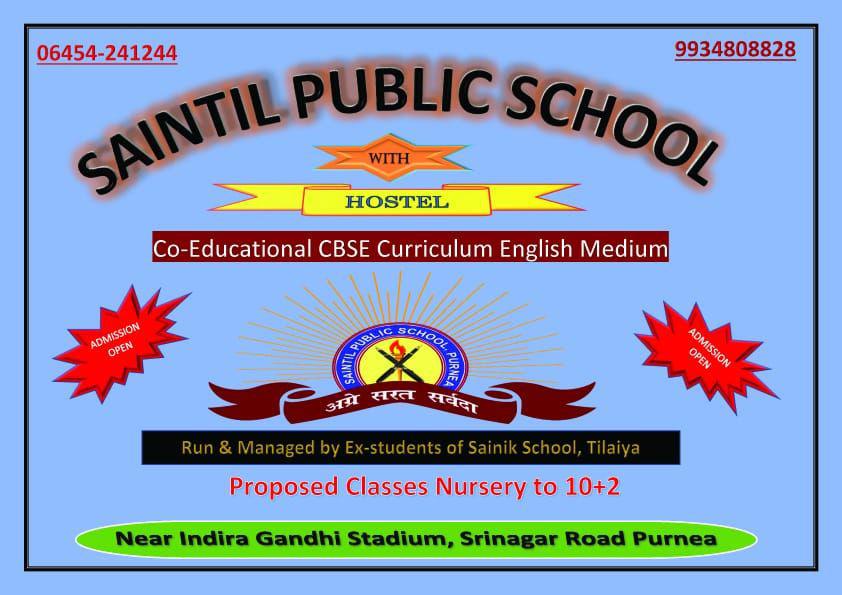 06454-241244
9934808828
SAINTIL PUBLIC SCHOOL
WITH
HOSTEL
Co-Educational CBSE Curriculum English Medium
ADMISSION
OPEN
ADMISSION
OPEN
SAINTIL PUBLIC SCHOOL, PURNEA
अग्रे सरत सर्वदा
Run & Managed by Ex-students of Sainik School, Tilaiya
Proposed Classes Nursery to 10+2
Near Indira Gandhi Stadium, Srinagar Road Purnea